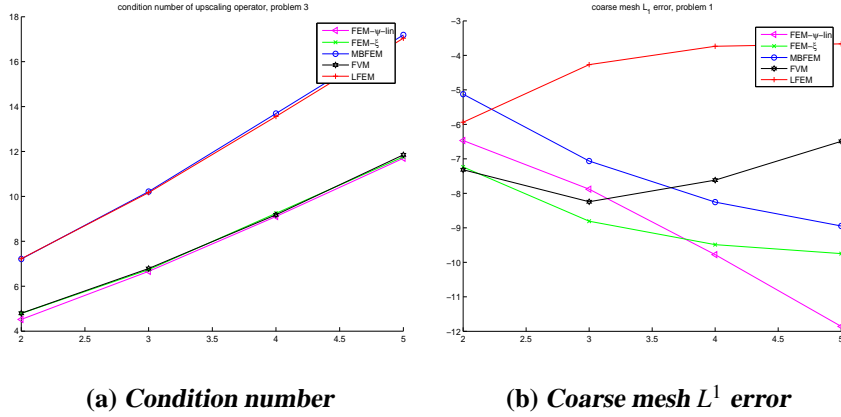 condition number of upscaling operator, problem 3
20
18
16
14
12
10
8
6
4
2
2.5
3
3.5
4
4.5
5
FEM-ψ-lin
FEM-ξ
MBFEM
FVM
LFEM
(a) Condition number
coarse mesh L₁ error, problem 1
-3
-4
-5
-6
-7
-8
-9
-10
-11
-12
2
2.5
3
3.5
4
4.5
5
FEM-ψ-lin
FEM-ξ
MBFEM
FVM
LFEM
(b) Coarse mesh L¹ error